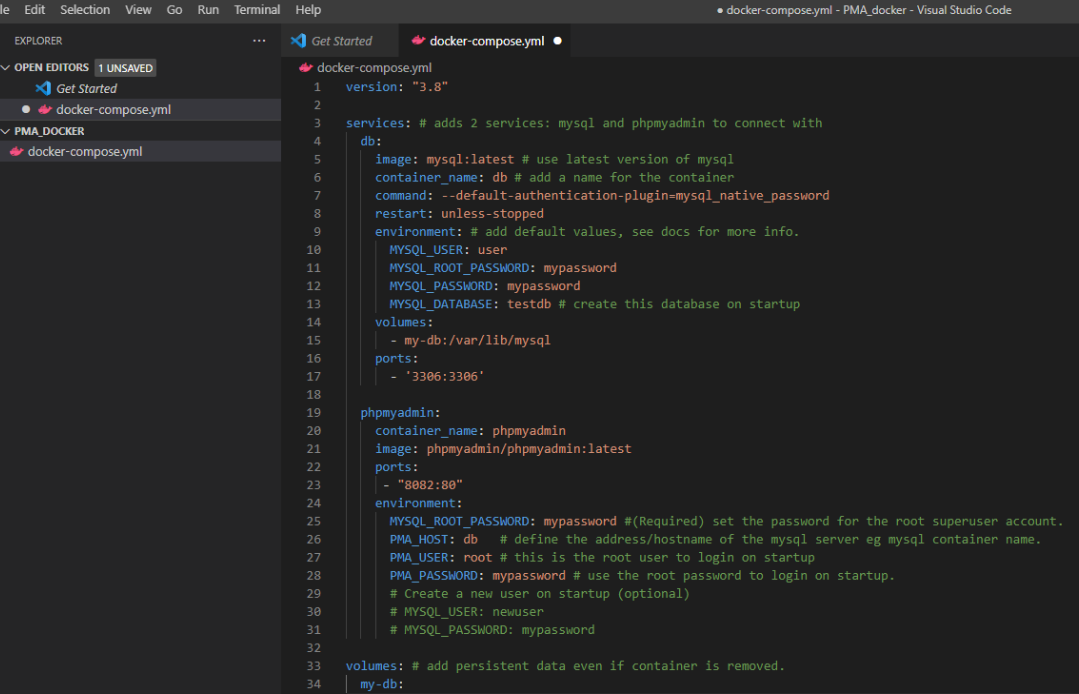 le Edit Selection View Go Run Terminal Help
● docker-compose.yml - PMA_docker - Visual Studio Code
EXPLORER ...
Get Started
docker-compose.yml ●
OPEN EDITORS 1 UNSAVED
Get Started
● docker-compose.yml
PMA_DOCKER
docker-compose.yml
docker-compose.yml
1 version: "3.8"
2
3 services: # adds 2 services: mysql and phpmyadmin to connect with
4   db:
5     image: mysql:latest # use latest version of mysql
6     container_name: db # add a name for the container
7     command: --default-authentication-plugin=mysql_native_password
8     restart: unless-stopped
9     environment: # add default values, see docs for more info.
10       MYSQL_USER: user
11       MYSQL_ROOT_PASSWORD: mypassword
12       MYSQL_PASSWORD: mypassword
13       MYSQL_DATABASE: testdb # create this database on startup
14     volumes:
15       - my-db:/var/lib/mysql
16     ports:
17       - '3306:3306'
18
19   phpmyadmin:
20     container_name: phpmyadmin
21     image: phpmyadmin/phpmyadmin:latest
22     ports:
23      - "8082:80"
24     environment:
25       MYSQL_ROOT_PASSWORD: mypassword #(Required) set the password for the root superuser account.
26       PMA_HOST: db   # define the address/hostname of the mysql server eg mysql container name.
27       PMA_USER: root # this is the root user to login on startup
28       PMA_PASSWORD: mypassword # use the root password to login on startup.
29       # Create a new user on startup (optional)
30       # MYSQL_USER: newuser
31       # MYSQL_PASSWORD: mypassword
32
33 volumes: # add persistent data even if container is removed.
34   my-db: